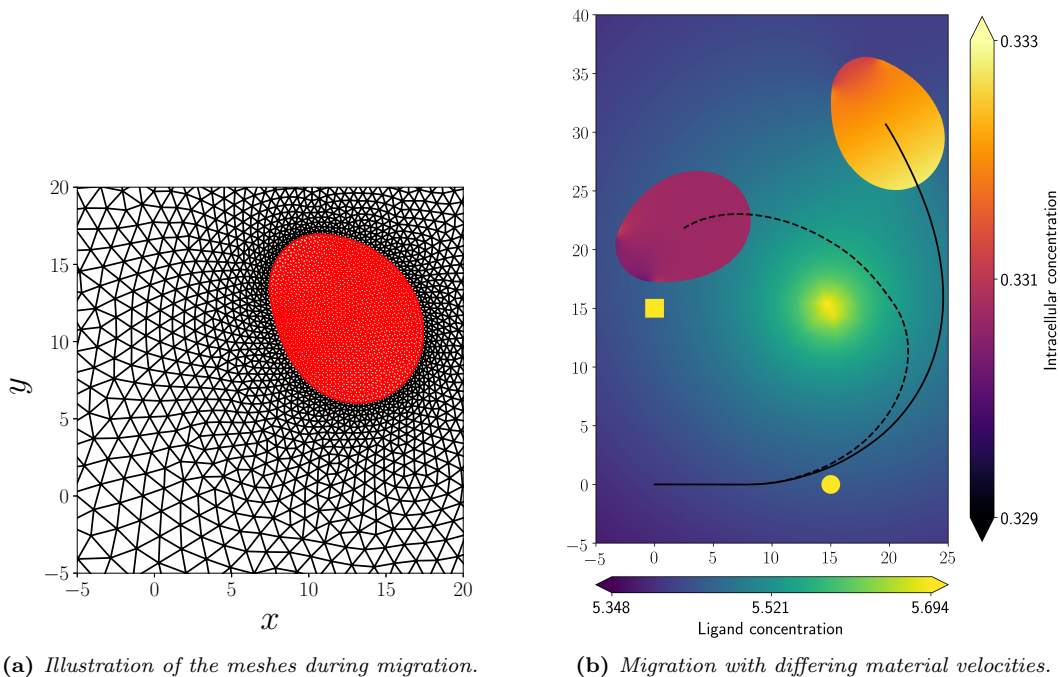 20
15
10
5
0
−5
y
−5 0 5 10 15 20
x
40
35
30
25
20
15
10
5
0
−5
−5 0 5 10 15 20 25
0.333
0.331
0.329
Intracellular concentration
5.348 5.521 5.694
Ligand concentration
(a) Illustration of the meshes during migration.
(b) Migration with differing material velocities.